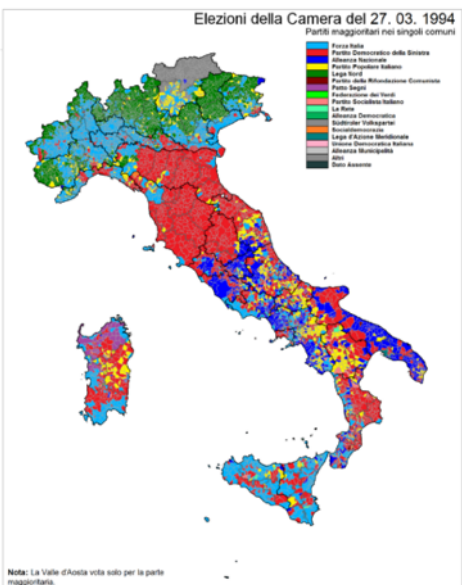 Elezioni della Camera del 27. 03. 1994
Partiti maggioritari nei singoli comuni
Forza Italia
Partito Democratico della Sinistra
Alleanza Nazionale
Partito Popolare Italiano
Lega Nord
Partito della Rifondazione Comunista
Patto Segni
Federazione dei Verdi
Partito Socialista Italiano
La Rete
Alleanza Democratica
Südtiroler Volkspartei
Socialdemocrazia
Lega d'Azione Meridionale
Unione Democratica Italiana
Alleanza Municipalità
Altri
Dato Assente
Nota: La Valle d'Aosta vota solo per la parte
maggioritaria.